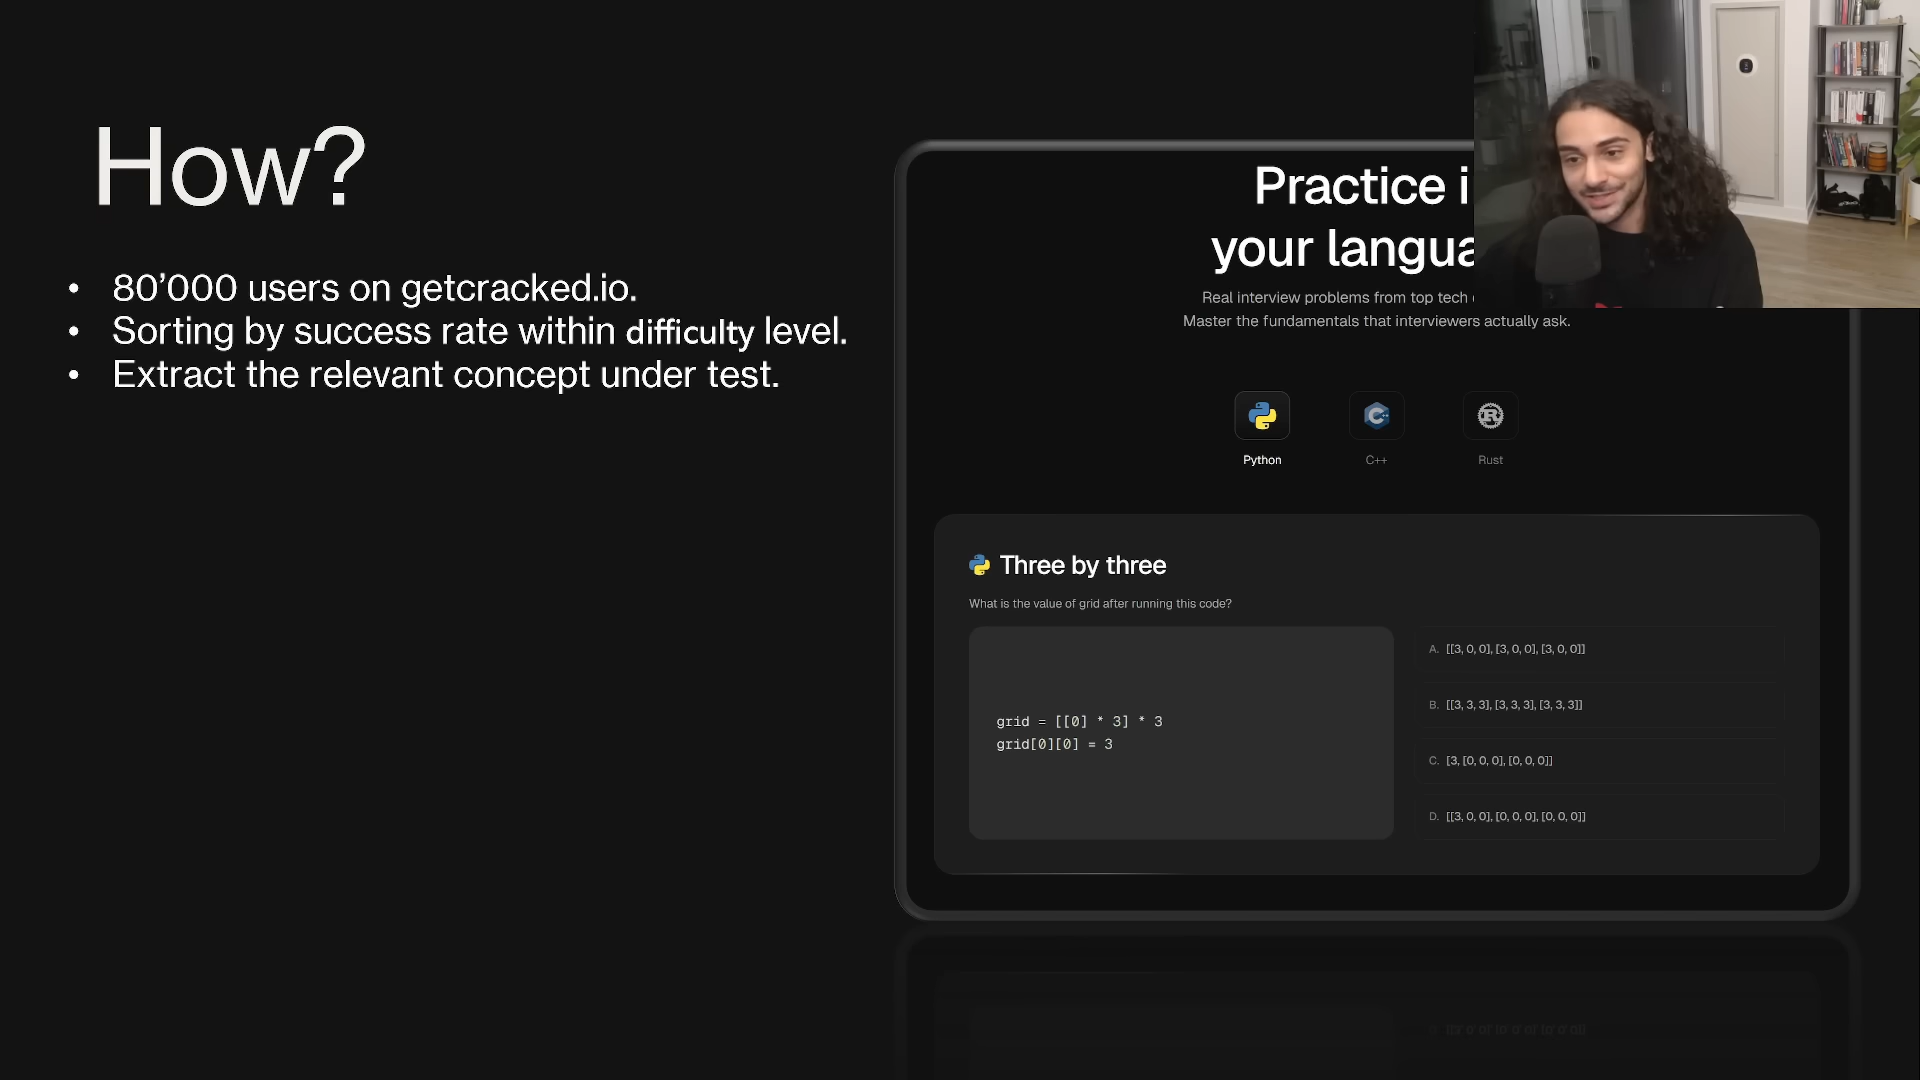 How?
• 80’000 users on getcracked.io.
• Sorting by success rate within difficulty level.
• Extract the relevant concept under test.
Practice i
your langua
Real interview problems from top tech
Master the fundamentals that interviewers actually ask.
Python
C++
Rust
Three by three
What is the value of grid after running this code?
grid = [[0] * 3] * 3
grid[0][0] = 3
A. [[3, 0, 0], [3, 0, 0], [3, 0, 0]]
B. [[3, 3, 3], [3, 3, 3], [3, 3, 3]]
C. [3, [0, 0, 0], [0, 0, 0]]
D. [[3, 0, 0], [0, 0, 0], [0, 0, 0]]